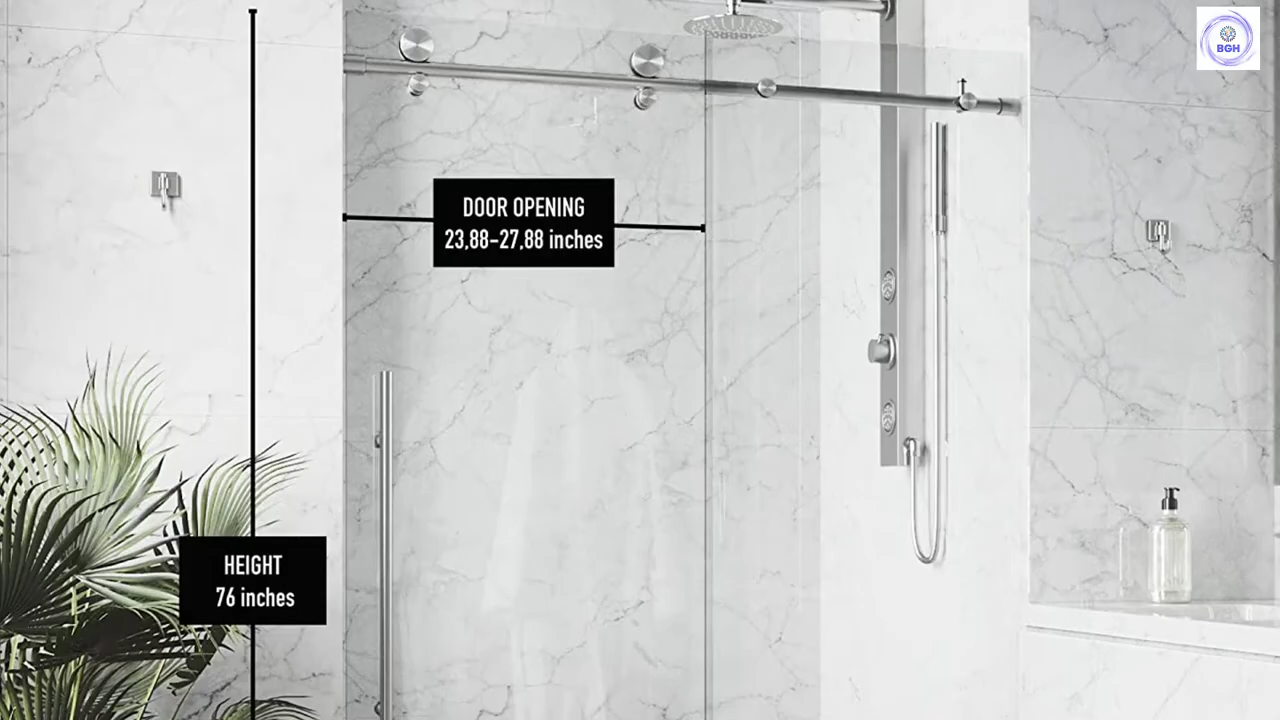 BGH
DOOR OPENING
23,88-27,88 inches
HEIGHT
76 inches